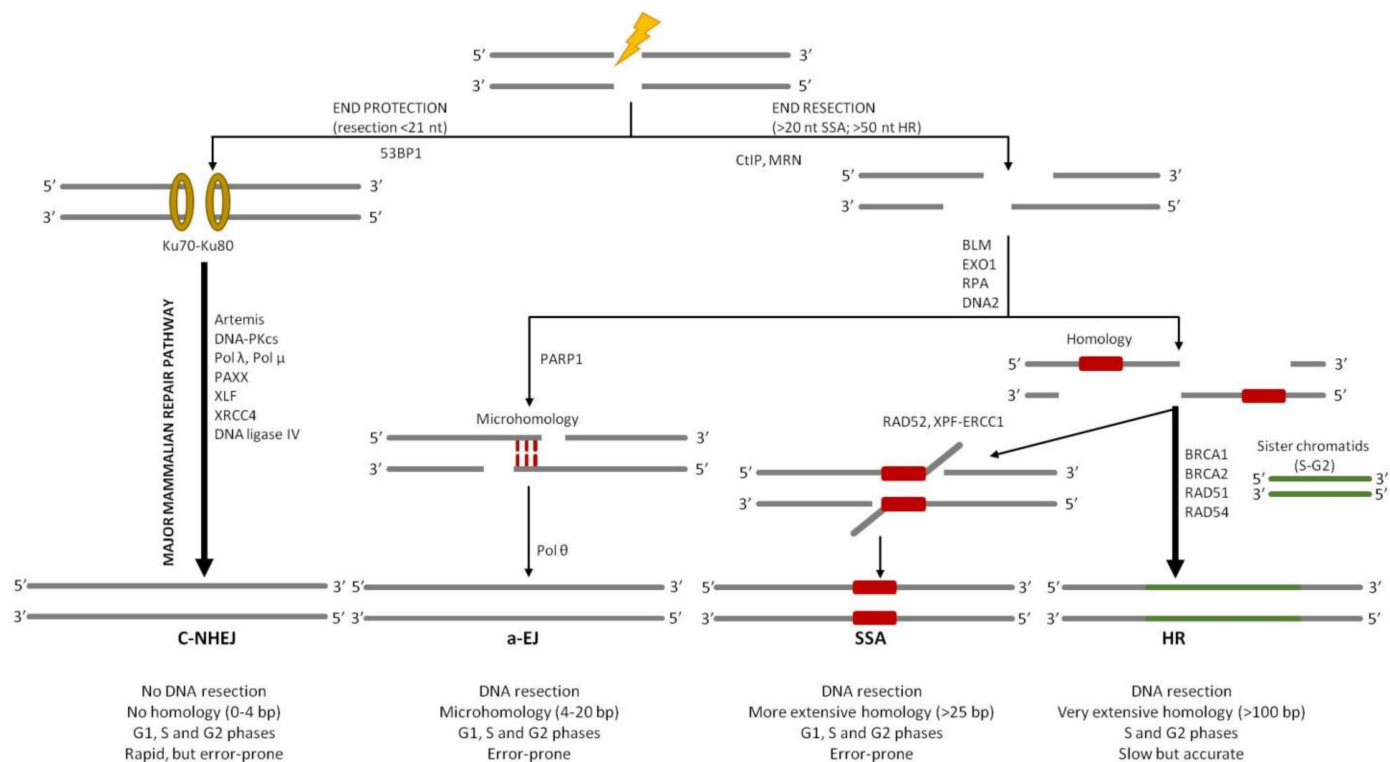 5′ 3′
3′ 5′
END PROTECTION
(resection <21 nt)
53BP1
END RESECTION
(>20 nt SSA; >50 nt HR)
CtIP, MRN
5′ 3′
3′ 5′
Ku70-Ku80
5′ 3′
3′ 5′
MAJOR MAMMALIAN REPAIR PATHWAY
Artemis
DNA-PKcs
Pol λ, Pol μ
PAXX
XLF
XRCC4
DNA ligase IV
BLM
EXO1
RPA
DNA2
PARP1
Microhomology
5′ 3′
3′ 5′
Pol θ
Homology
5′ 3′
3′ 5′
RAD52, XPF-ERCC1
5′ 3′
3′ 5′
BRCA1
BRCA2
RAD51
RAD54
Sister chromatids
(S-G2)
5′ 3′
3′ 5′
5′ 3′ 5′ 3′ 5′ 3′ 5′ 3′
3′ 5′ 3′ 5′ 3′ 5′ 3′ 5′
C-NHEJ
a-EJ
SSA
HR
No DNA resection
No homology (0-4 bp)
G1, S and G2 phases
Rapid, but error-prone
DNA resection
Microhomology (4-20 bp)
G1, S and G2 phases
Error-prone
DNA resection
More extensive homology (>25 bp)
G1, S and G2 phases
Error-prone
DNA resection
Very extensive homology (>100 bp)
S and G2 phases
Slow but accurate